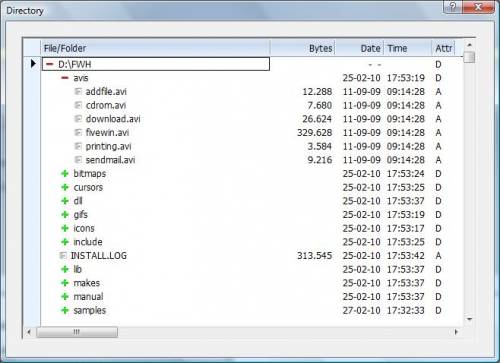 Directory
File/Folder Bytes Date Time Attr
D:\FWH - - D
avis 25-02-10 17:53:19 D
addfile.avi 12.288 11-09-09 09:14:28 A
cdrom.avi 7.680 11-09-09 09:14:28 A
download.avi 26.624 11-09-09 09:14:28 A
fivewin.avi 329.628 11-09-09 09:14:28 A
printing.avi 3.584 11-09-09 09:14:28 A
sendmail.avi 9.216 11-09-09 09:14:28 A
bitmaps 25-02-10 17:53:24 D
cursors 25-02-10 17:53:25 D
dll 25-02-10 17:53:37 D
gifs 25-02-10 17:53:19 D
icons 25-02-10 17:53:17 D
include 25-02-10 17:53:25 D
INSTALL.LOG 313.545 25-02-10 17:53:42 A
lib 25-02-10 17:53:37 D
makes 25-02-10 17:53:37 D
manual 25-02-10 17:53:37 D
samples 27-02-10 17:32:33 D